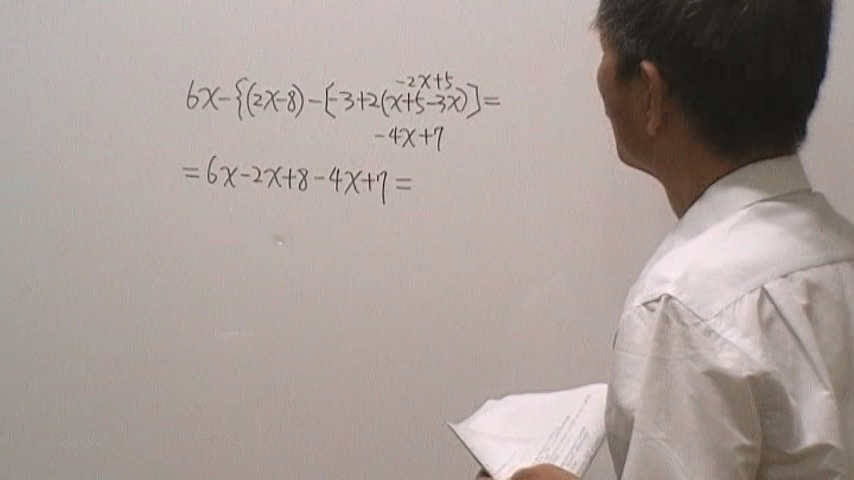 -2x+5
6x-{(2x-8)-[-3+2(x+5-3x)]=
-4x+7
=6x-2x+8-4x+7=